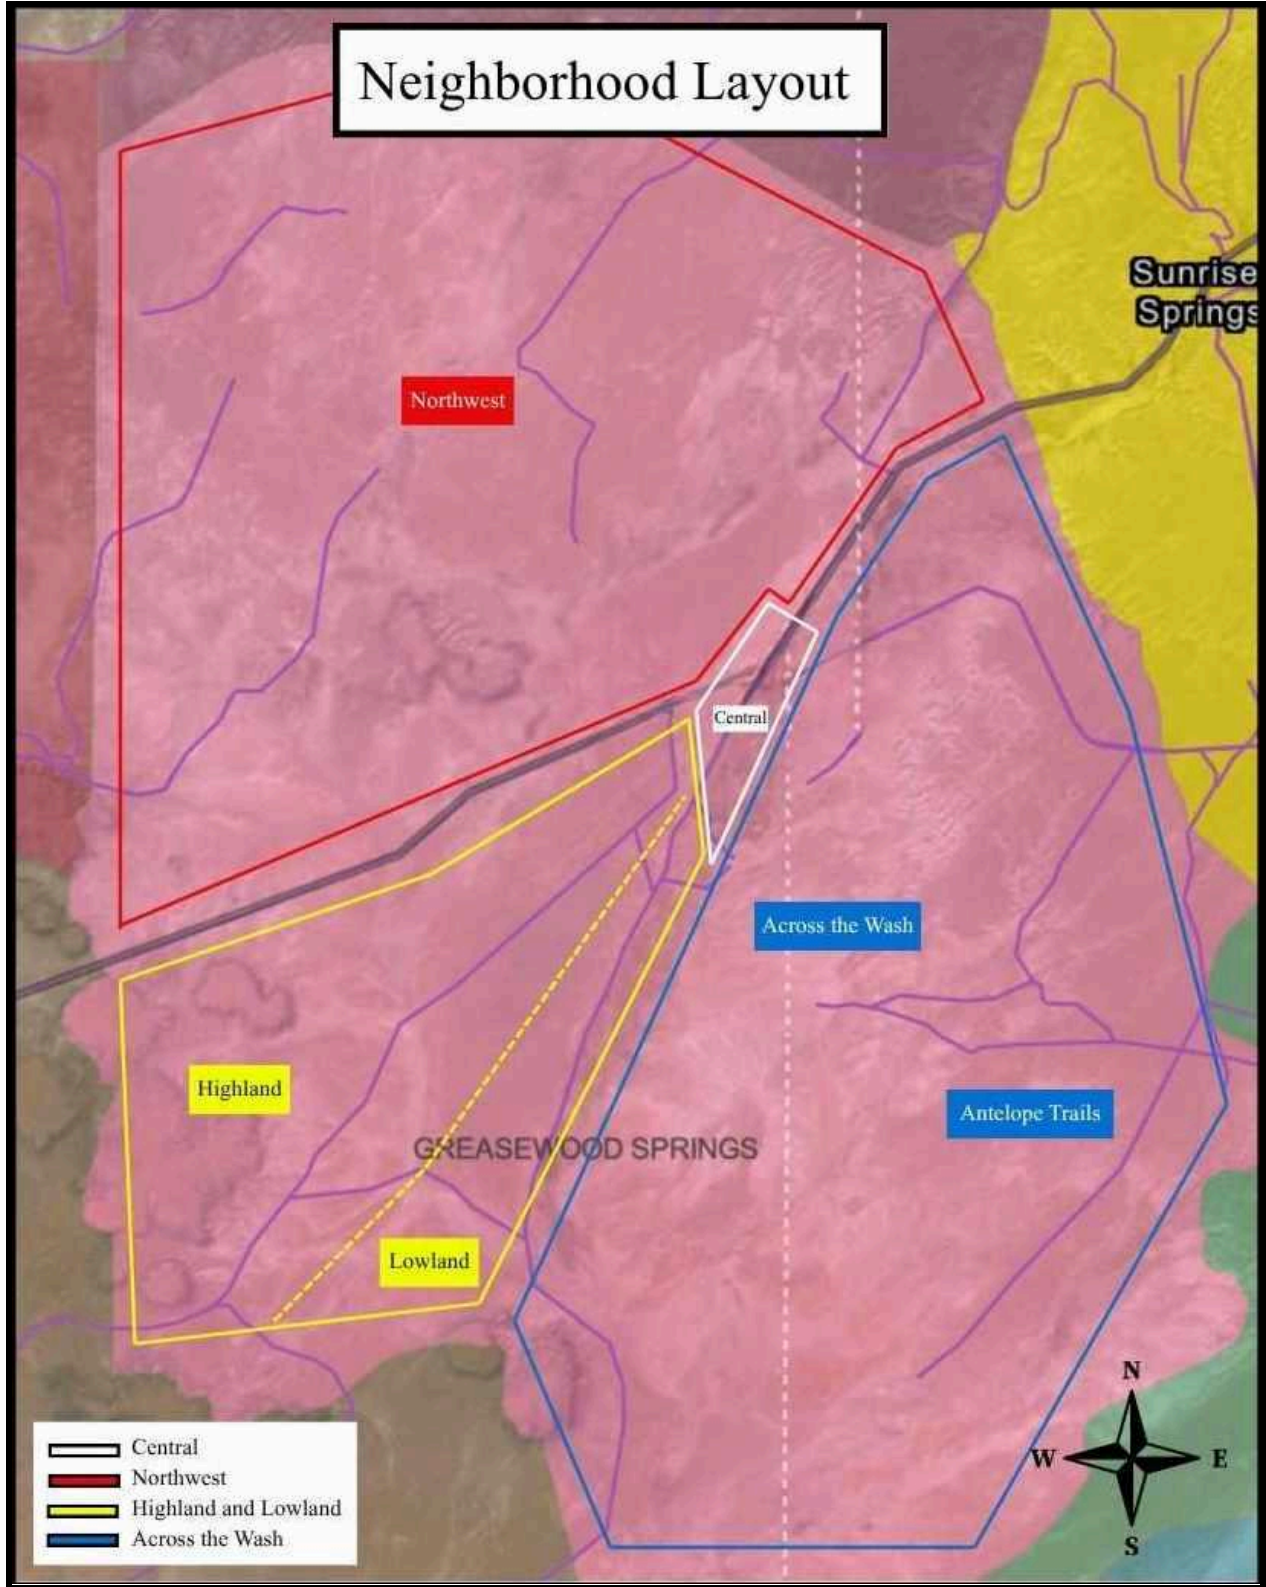 Neighborhood Layout
Sunrise
Springs
Northwest
Central
Across the Wash
Highland
Antelope Trails
GREASEWOOD SPRINGS
Lowland
N
W
E
S
Central
Northwest
Highland and Lowland
Across the Wash